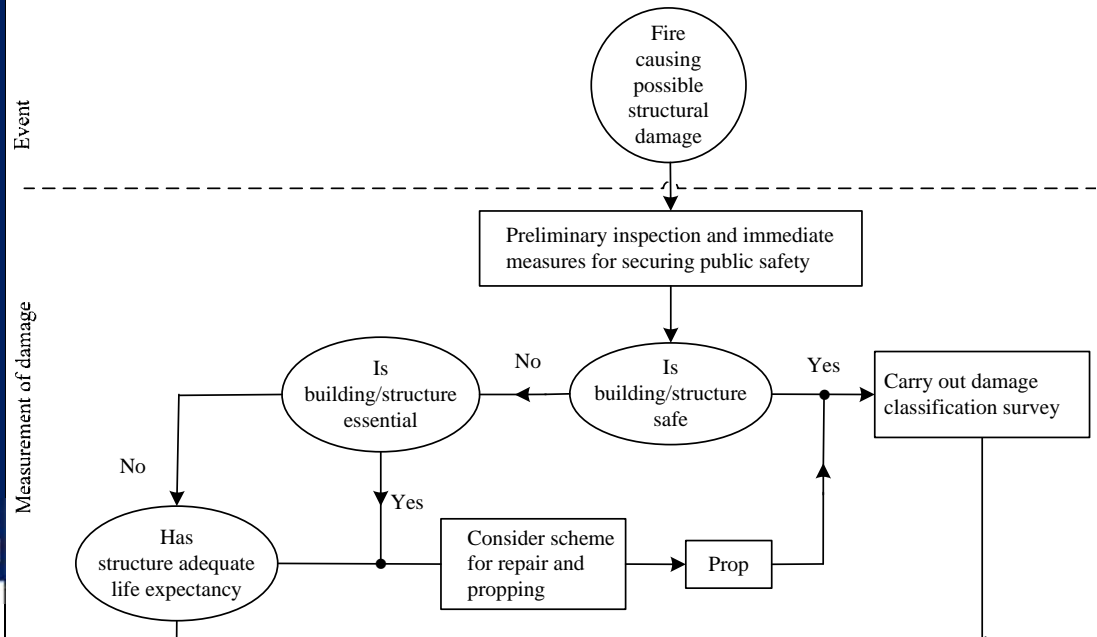 Event
Fire
causing
possible
structural
damage
Measurement of damage
Preliminary inspection and immediate
measures for securing public safety
Is
building/structure
essential
No
Is
building/structure
safe
Yes
Carry out damage
classification survey
No
Yes
Has
structure adequate
life expectancy
Consider scheme
for repair and
propping
Prop